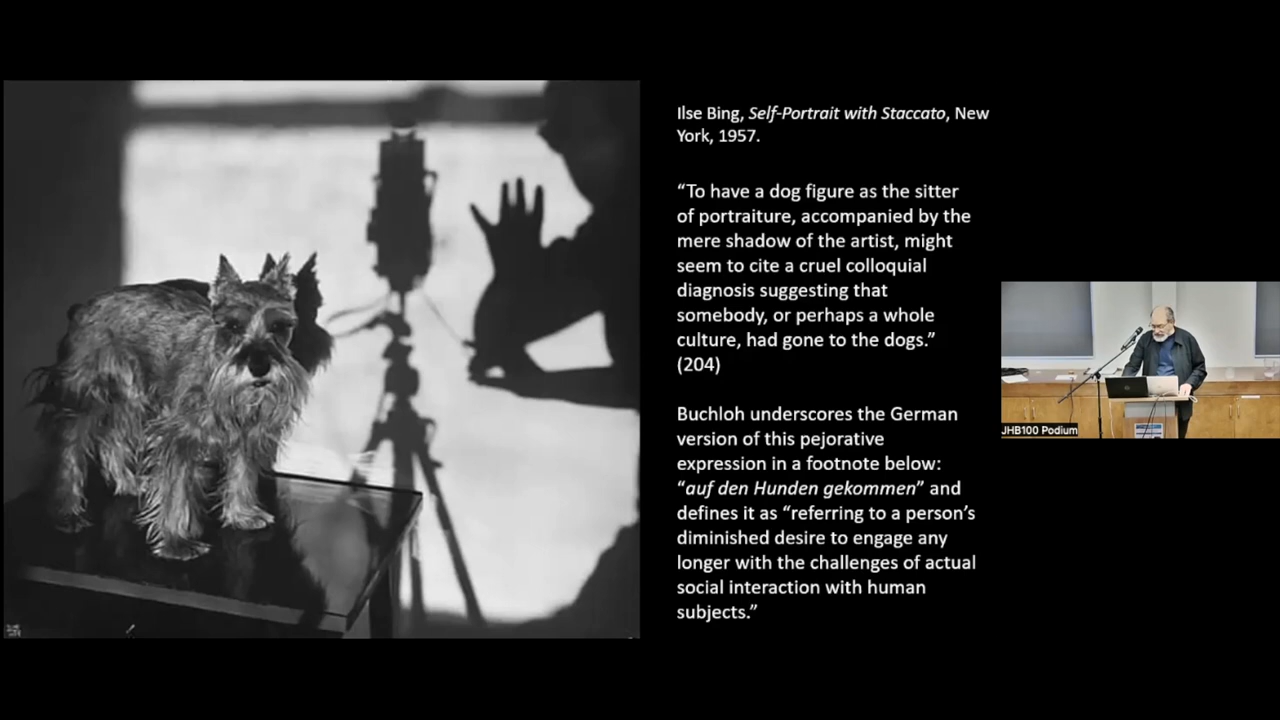 Ilse Bing, Self-Portrait with Staccato, New
York, 1957.
“To have a dog figure as the sitter
of portraiture, accompanied by the
mere shadow of the artist, might
seem to cite a cruel colloquial
diagnosis suggesting that
somebody, or perhaps a whole
culture, had gone to the dogs.”
(204)
Buchloh underscores the German
version of this pejorative
expression in a footnote below:
“auf den Hunden gekommen” and
defines it as “referring to a person’s
diminished desire to engage any
longer with the challenges of actual
social interaction with human
subjects.”
JHB100 Podium